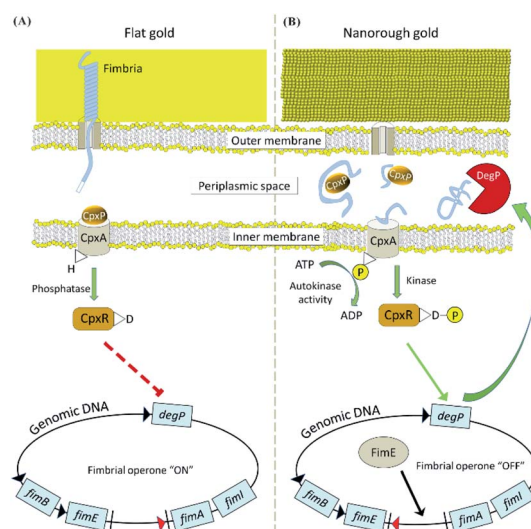 (A)
Flat gold
Fimbria
(B)
Nanorough gold
Outer membrane
Periplasmic space
CpxP
CpxP
DegP
CpxP
CpxA
Inner membrane
CpxA
H
Phosphatase
CpxR
D
ATP
P
Autokinase
activity
ADP
Kinase
CpxR
D
P
degP
Genomic DNA
Fimbrial operone "ON"
fimB
fimE
fimA
fimI
degP
Genomic DNA
FimE
Fimbrial operone "OFF"
fimB
fimE
fimA
fimI